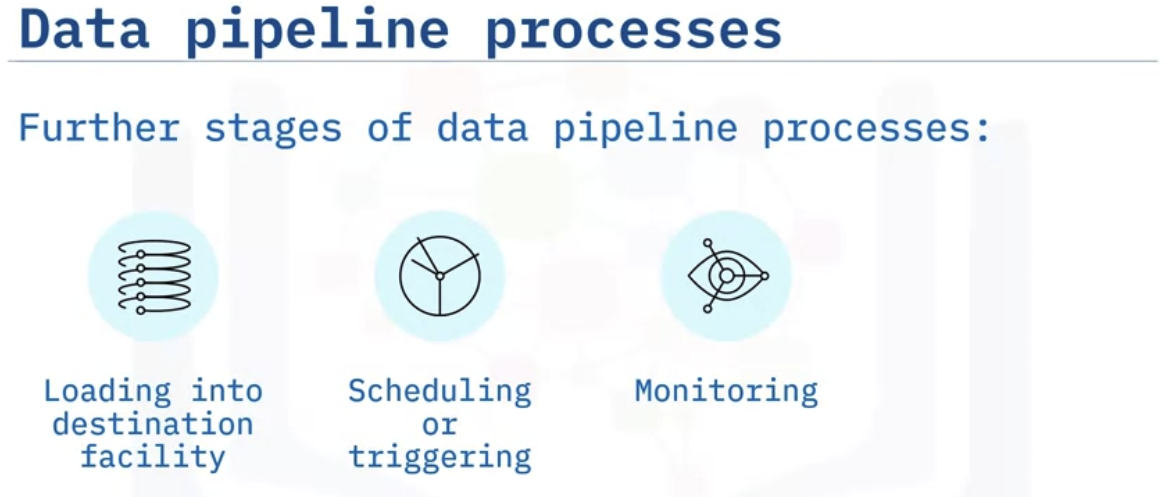 Data pipeline processes
Further stages of data pipeline processes:
Loading into
destination
facility
Scheduling
or
triggering
Monitoring